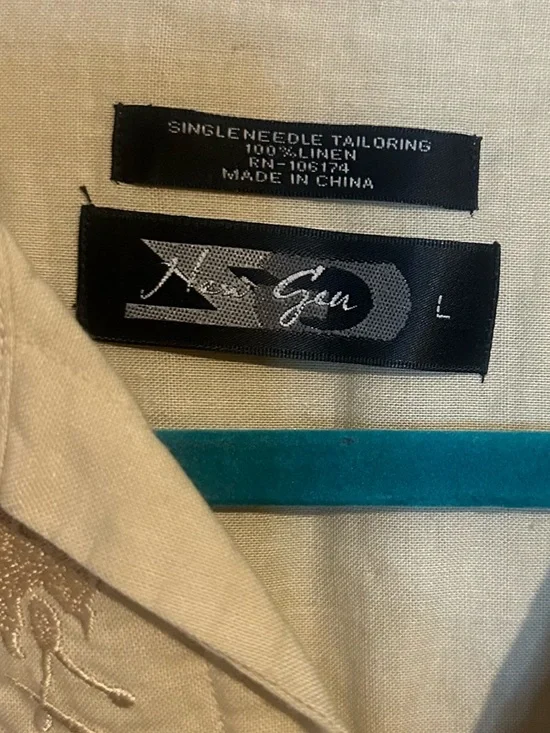 SINGLENEEDLE TAILORING
100%LINEN
RN-106174
MADE IN CHINA
New Gen
L